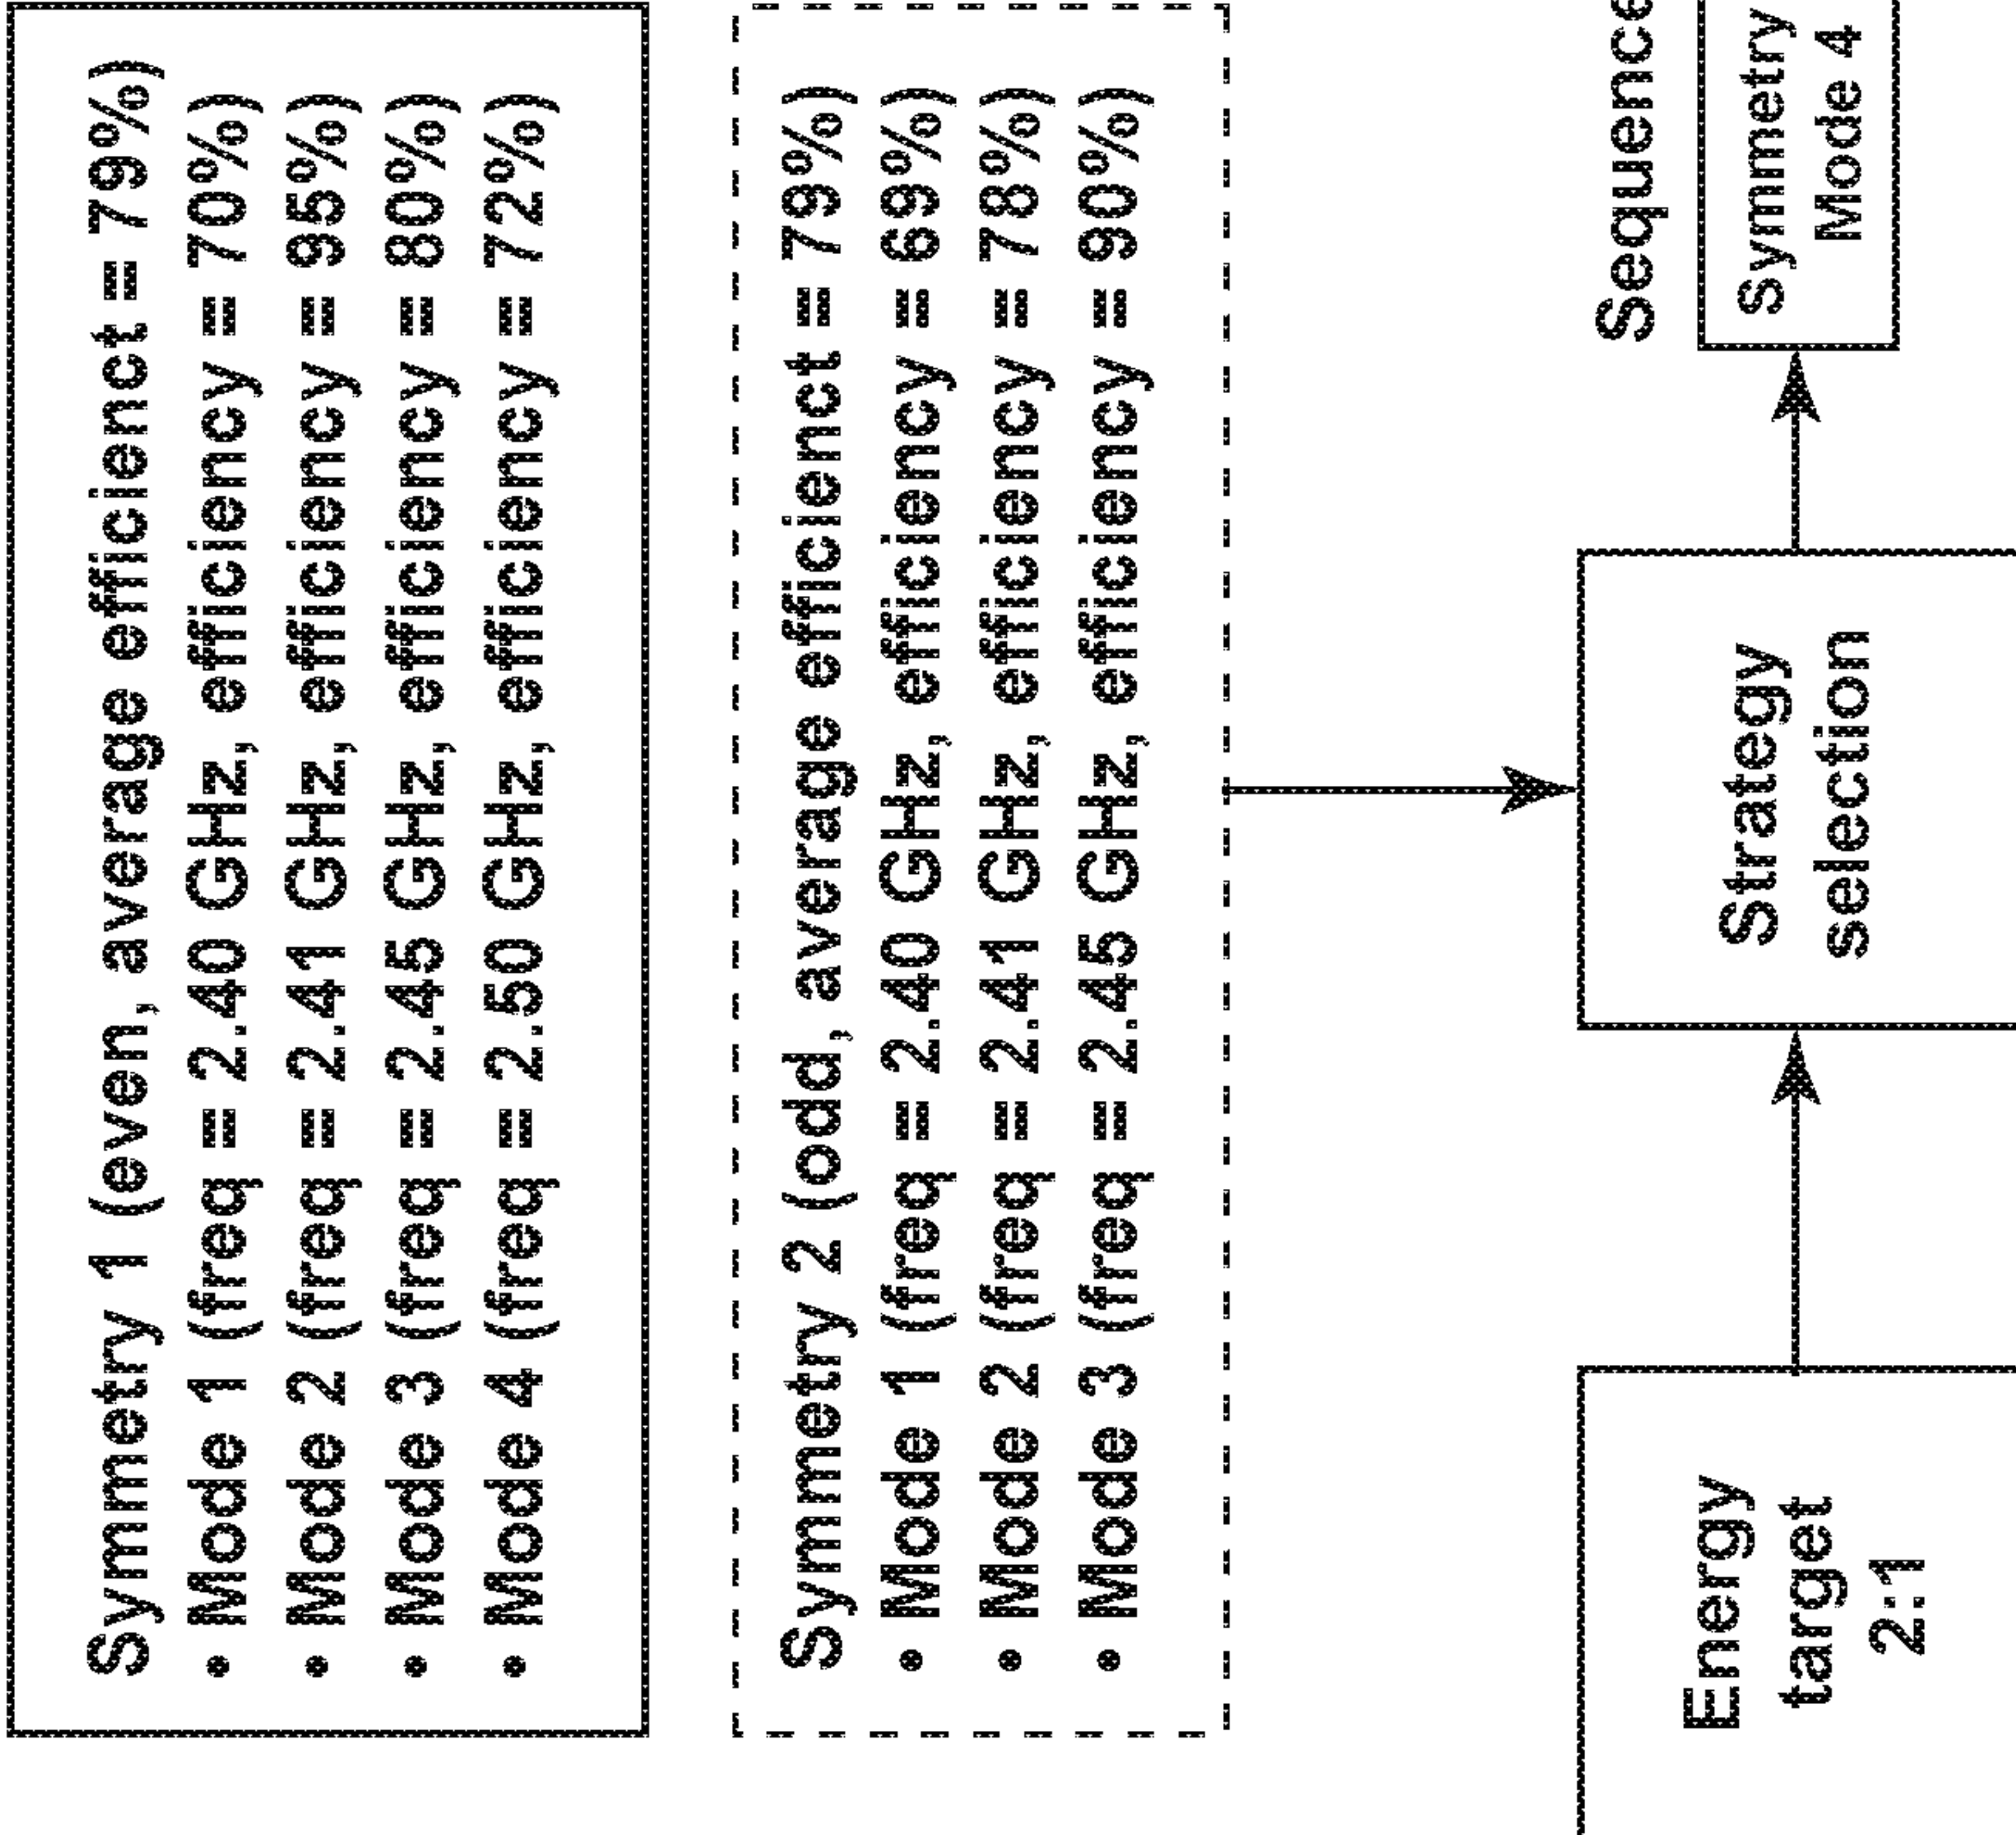 Symmetry 1 (even, average efficient = 79%)
• Mode 1 (freq = 2.40 GHz, efficiency = 70%)
• Mode 2 (freq = 2.41 GHz, efficiency = 95%)
• Mode 3 (freq = 2.45 GHz, efficiency = 80%)
• Mode 4 (freq = 2.50 GHz, efficiency = 72%)
Symmetry 2 (odd, average efficient = 79%)
• Mode 1 (freq = 2.40 GHz, efficiency = 69%)
• Mode 2 (freq = 2.41 GHz, efficiency = 78%)
• Mode 3 (freq = 2.45 GHz, efficiency = 90%)
Sequence
Energy
target
2:1
Strategy
selection
Symmetry
Mode 4